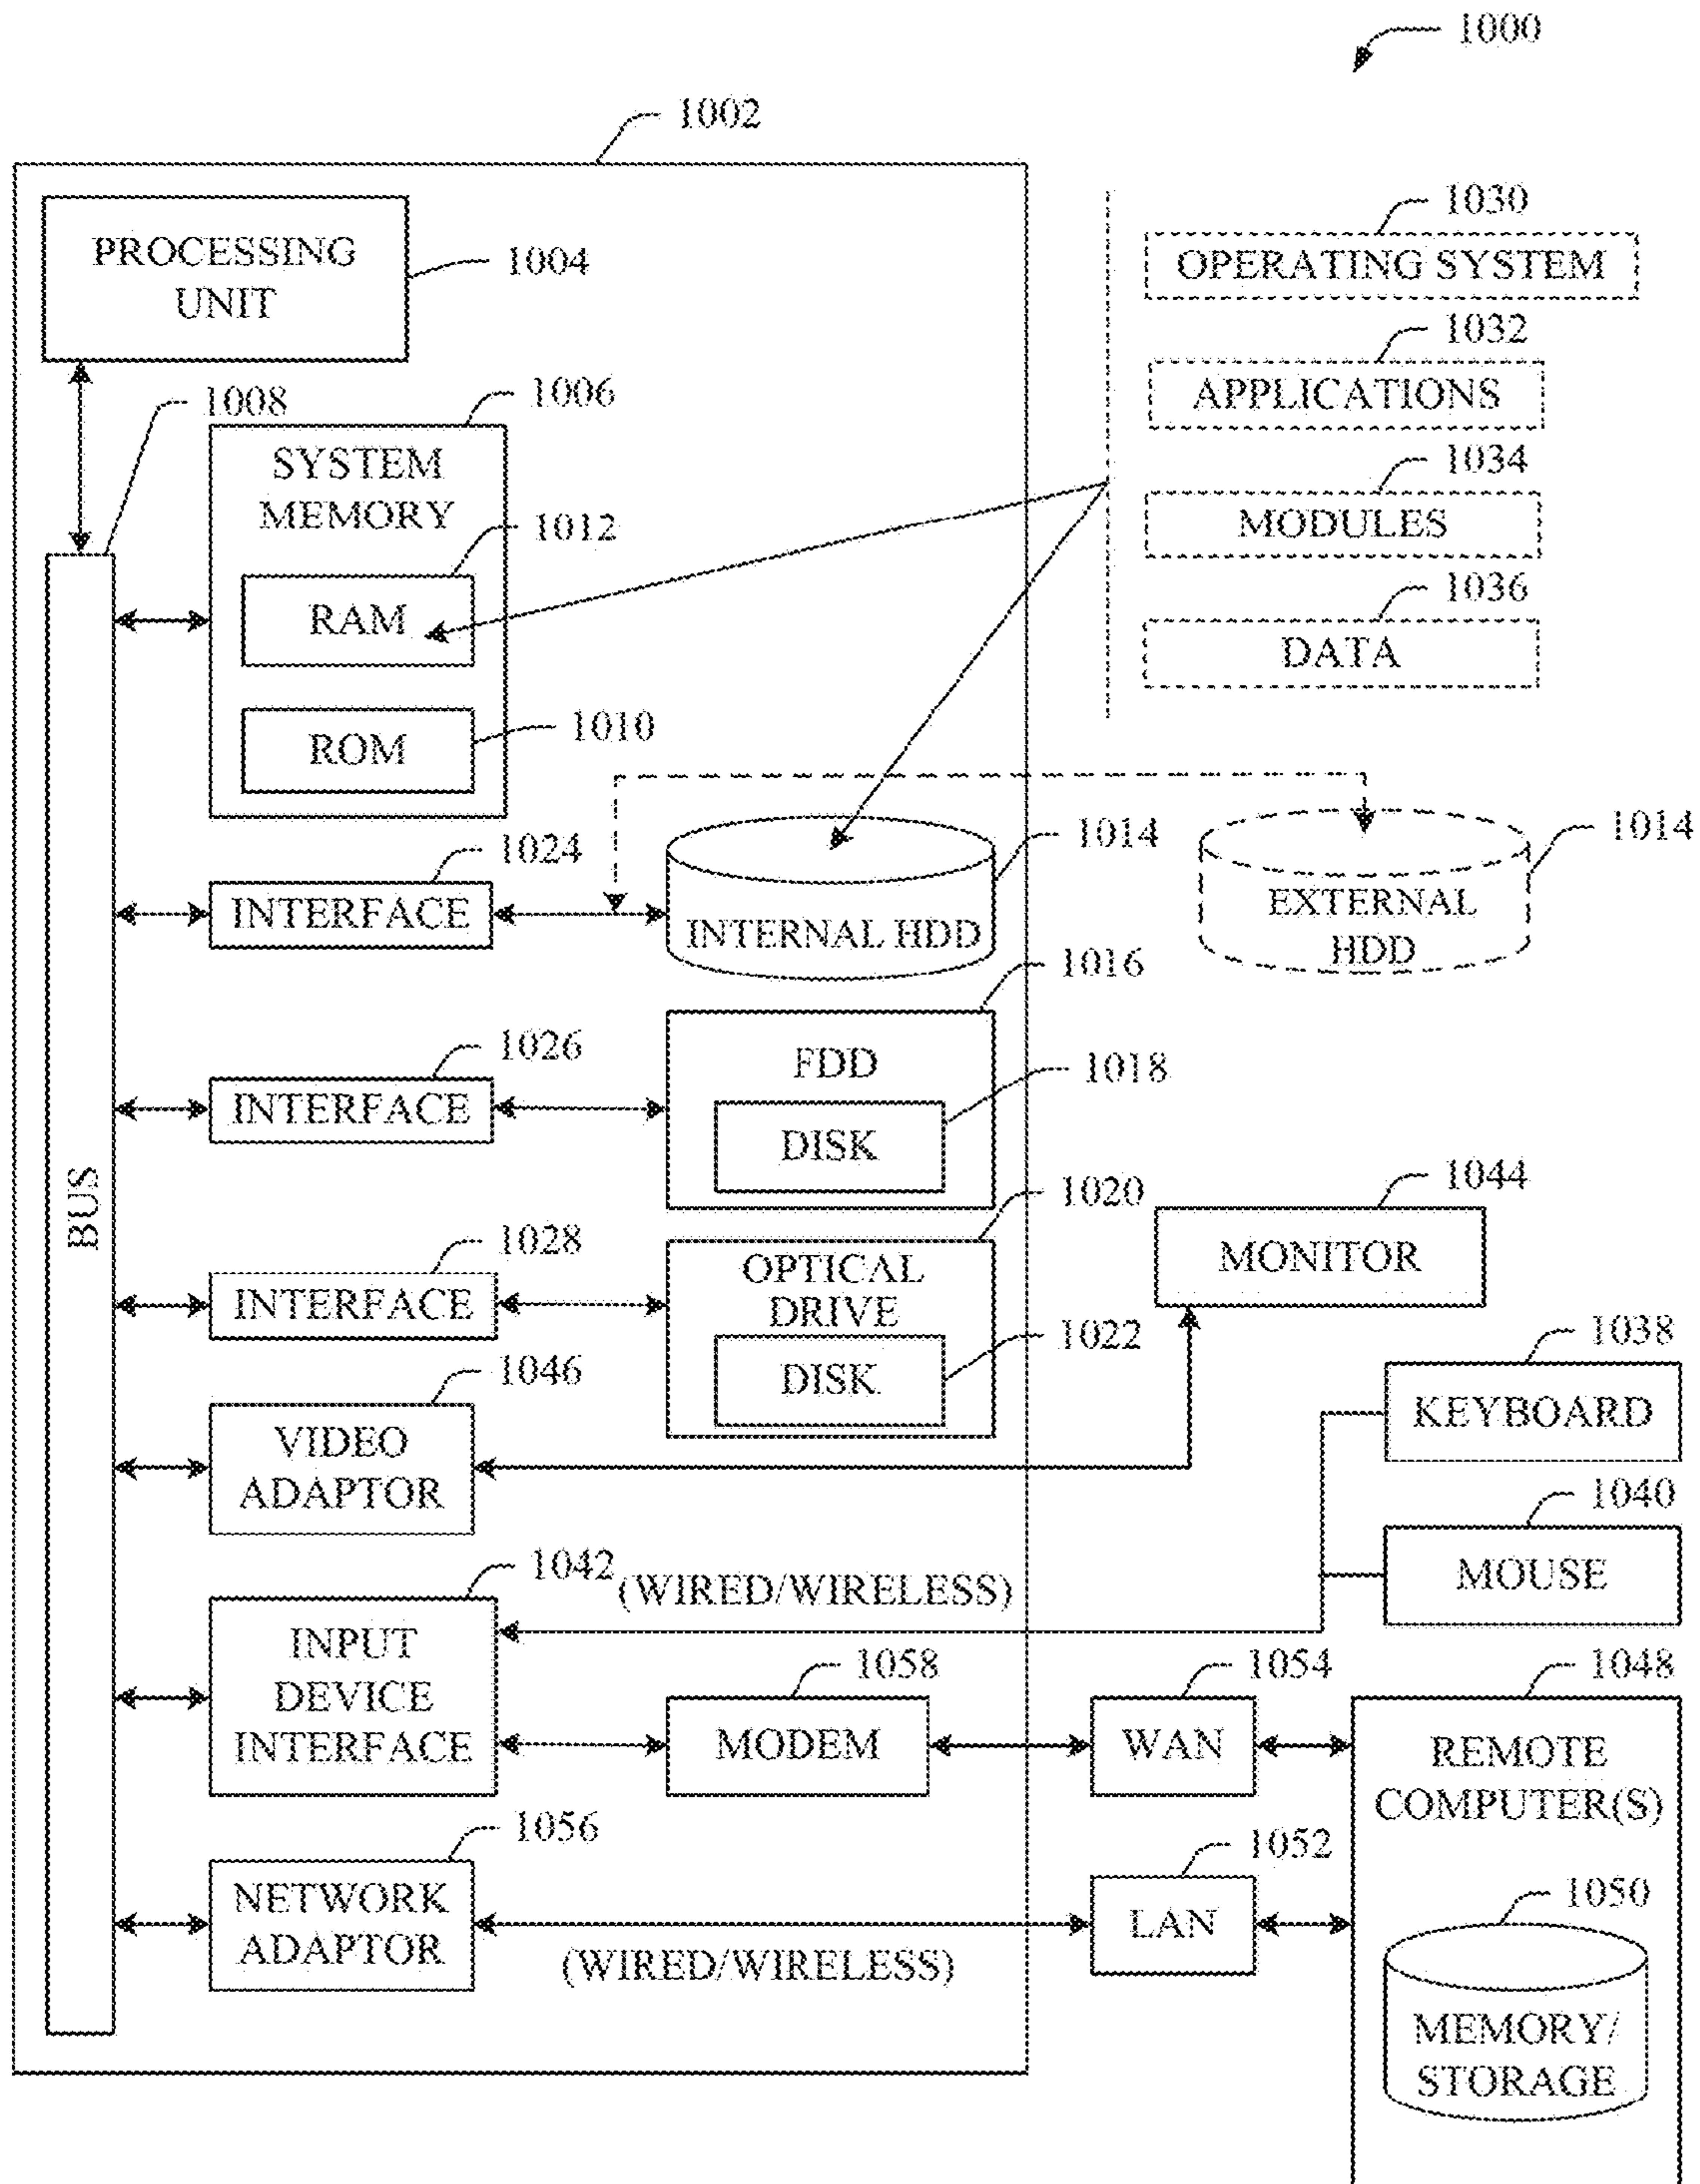 1000
1002
PROCESSING
UNIT
1004
1030
OPERATING SYSTEM
1032
APPLICATIONS
1034
MODULES
1036
DATA
1008
1006
SYSTEM
MEMORY
1012
RAM
1010
ROM
BUS
1024
INTERFACE
1014
INTERNAL HDD
1014
EXTERNAL
HDD
1016
FDD
1026
INTERFACE
1018
DISK
1020
OPTICAL
DRIVE
1028
INTERFACE
1022
DISK
1044
MONITOR
1046
VIDEO
ADAPTOR
1038
KEYBOARD
1040
MOUSE
1042
(WIRED/WIRELESS)
INPUT
DEVICE
INTERFACE
1058
MODEM
1054
WAN
1048
REMOTE
COMPUTER(S)
1056
NETWORK
ADAPTOR
(WIRED/WIRELESS)
1052
LAN
1050
MEMORY/
STORAGE